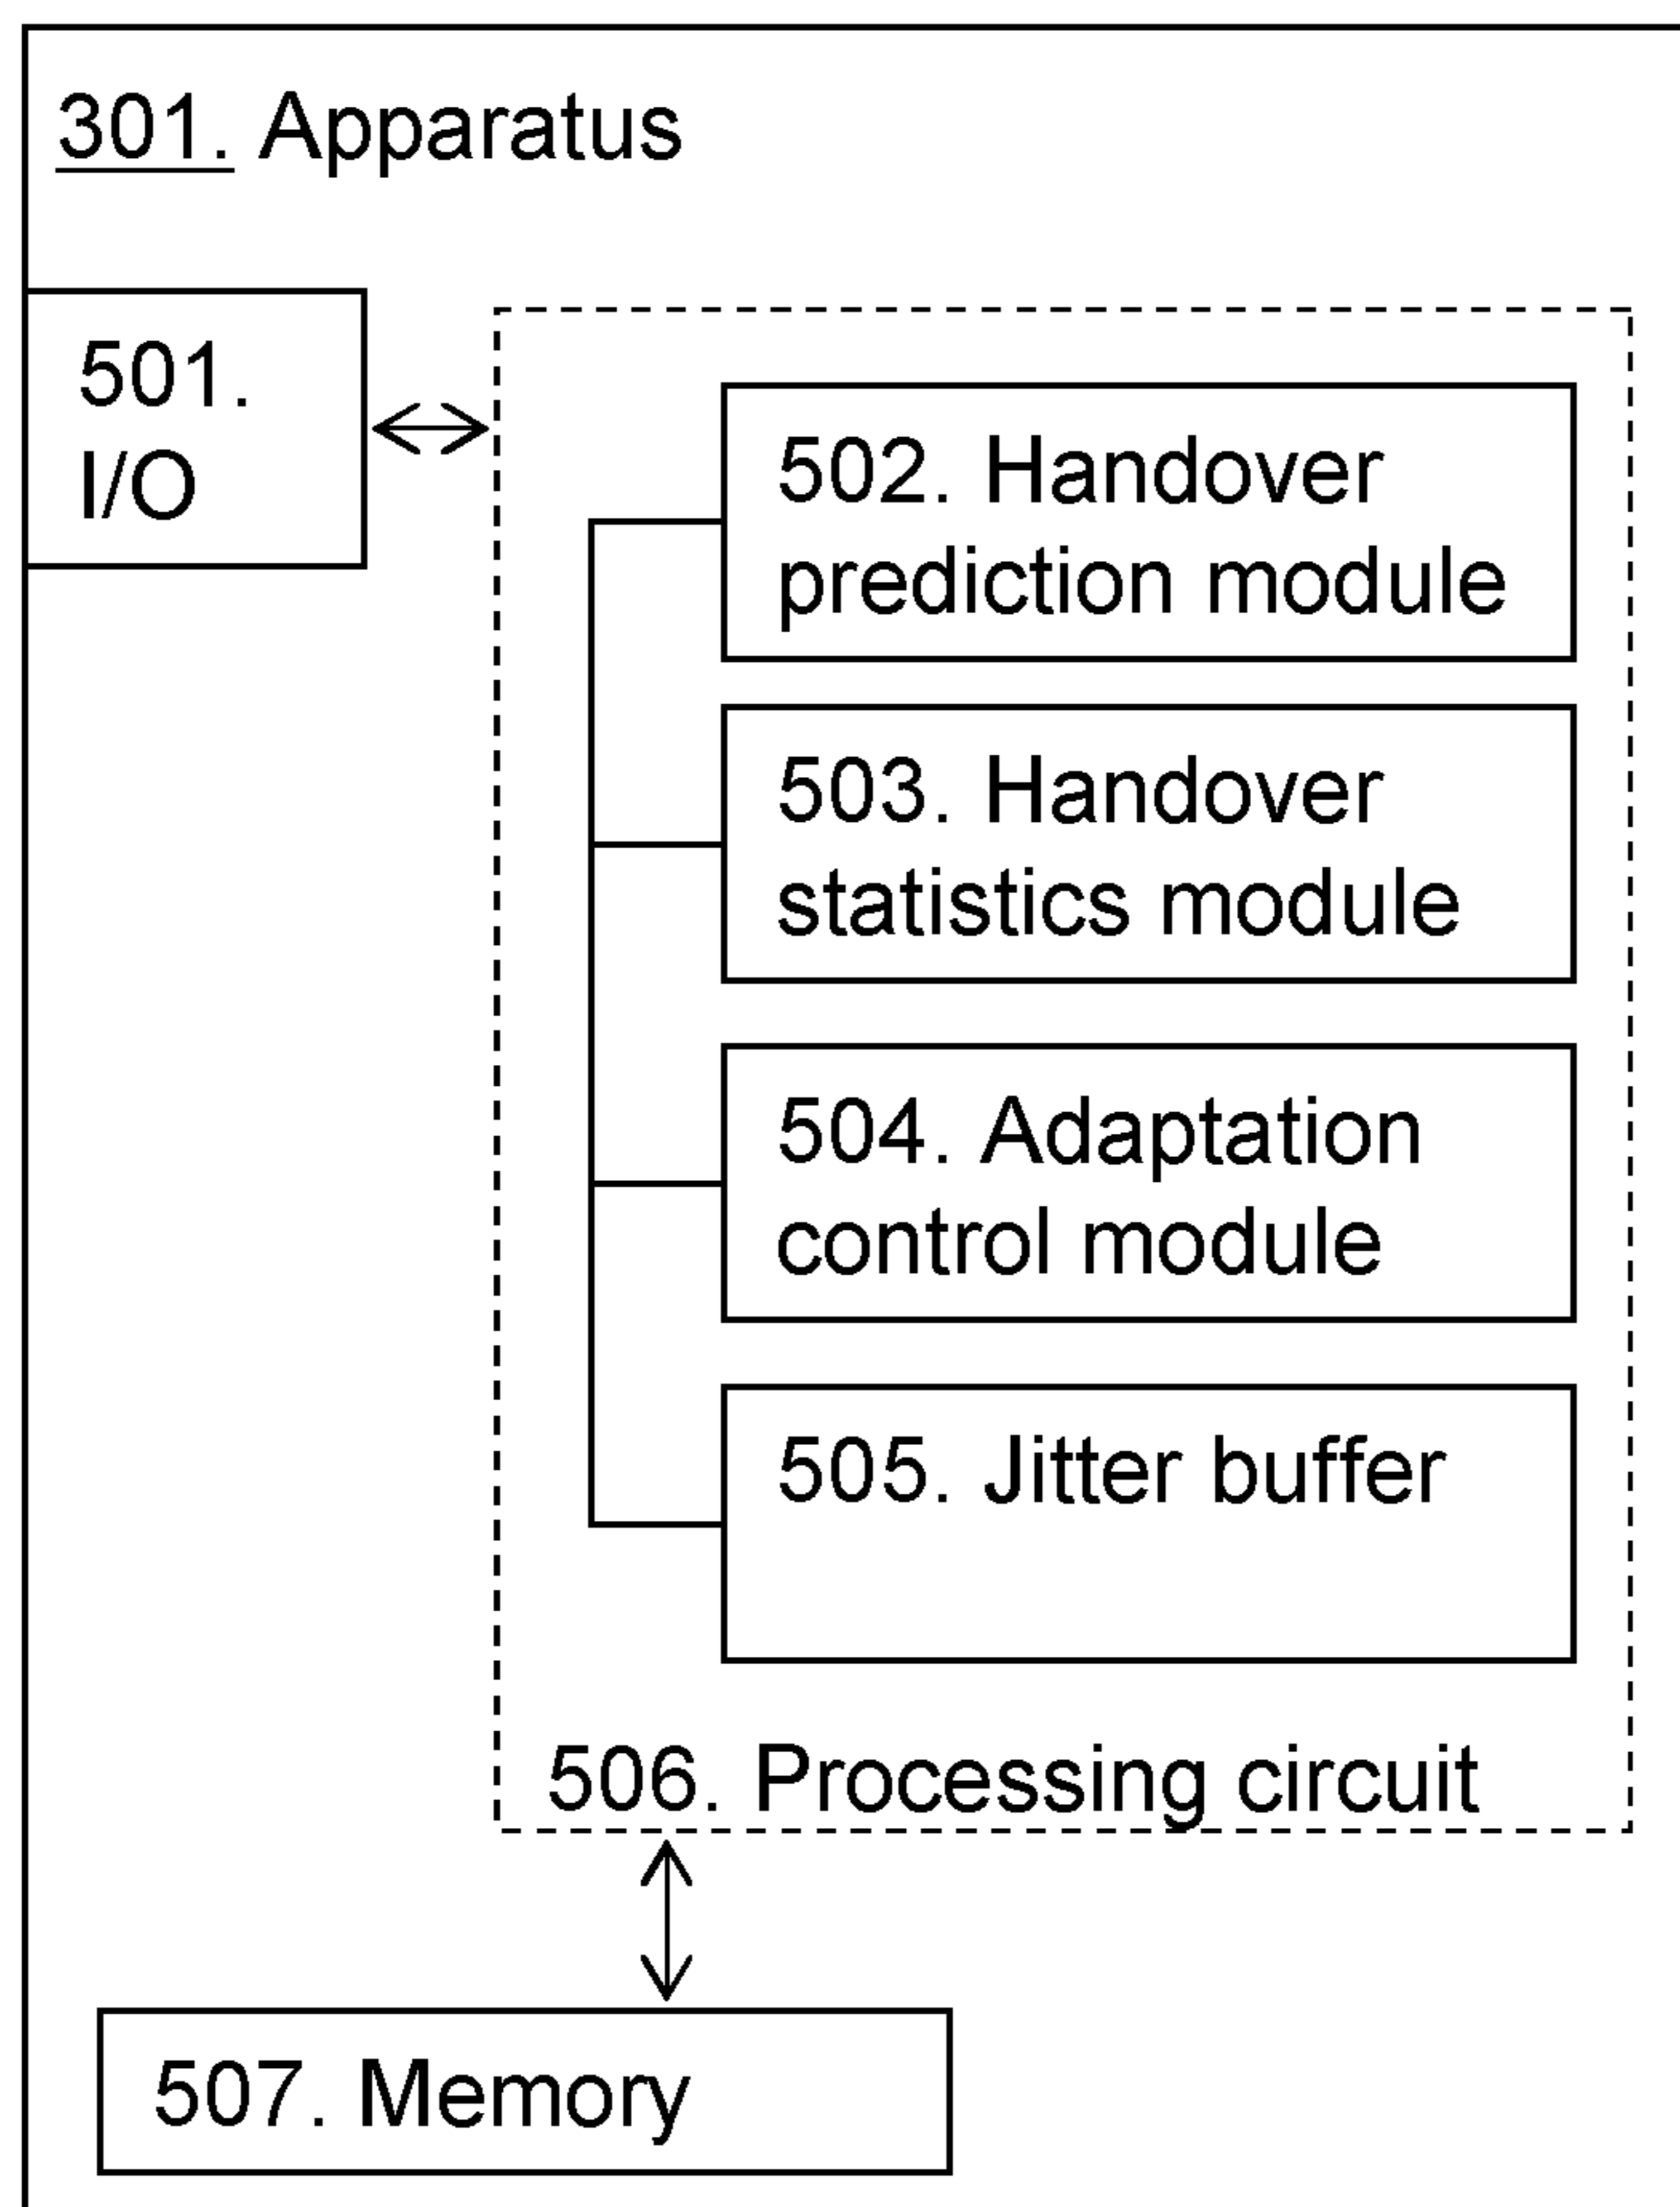 301. Apparatus
501.
I/O
502. Handover
prediction module
503. Handover
statistics module
504. Adaptation
control module
505. Jitter buffer
506. Processing circuit
507. Memory